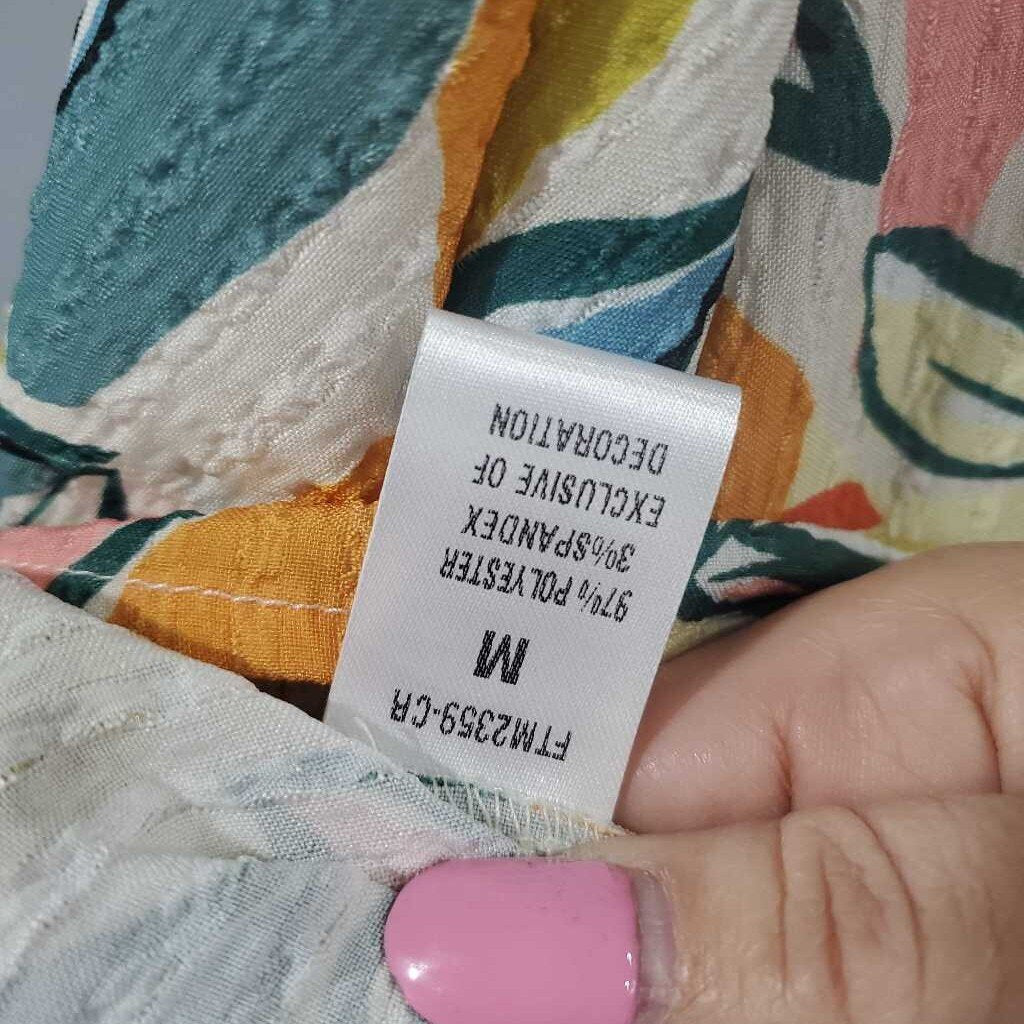 FTM2359-CR
M
97% POLYESTER
3%SPANDEX
EXCLUSIVE OF
DECORATION